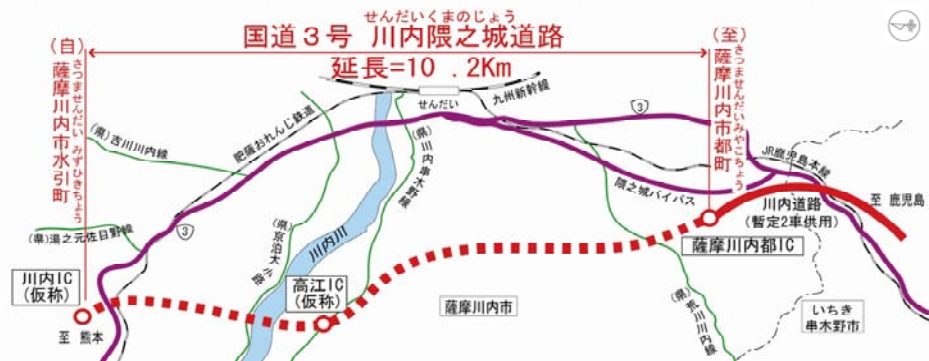 せんだいくまのじょう
国道3号 川内隈之城道路
延長=10 .2Km
(自)
薩摩川内市水引町
さつませんだい みずひきちょう
(至)
薩摩川内市都町
さつませんだいみやこちょう
せんだい
九州新幹線
3
肥薩おれんじ鉄道
(県)吉川川内線
(県)川内串木野線
JR鹿児島本線
隈之城バイパス
川内道路
(暫定2車供用)
至 鹿児島
(県)湯之元佐目野線
3
川内川
(県)京泊大小路
薩摩川内都IC
川内IC
(仮称)
高江IC
(仮称)
薩摩川内市
(県)荒川川内線
いちき
串木野市
至 熊本